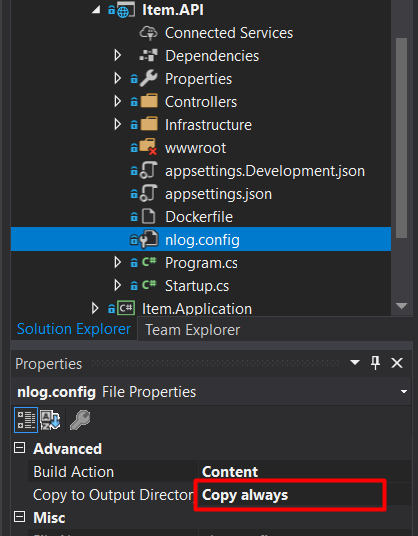 Item.API
Connected Services
Dependencies
Properties
Controllers
Infrastructure
wwwroot
appsettings.Development.json
appsettings.json
Dockerfile
nlog.config
C# Program.cs
C# Startup.cs
C# Item.Application
Solution Explorer Team Explorer
Properties
nlog.config File Properties
Advanced
Build Action Content
Copy to Output Director Copy always
Misc